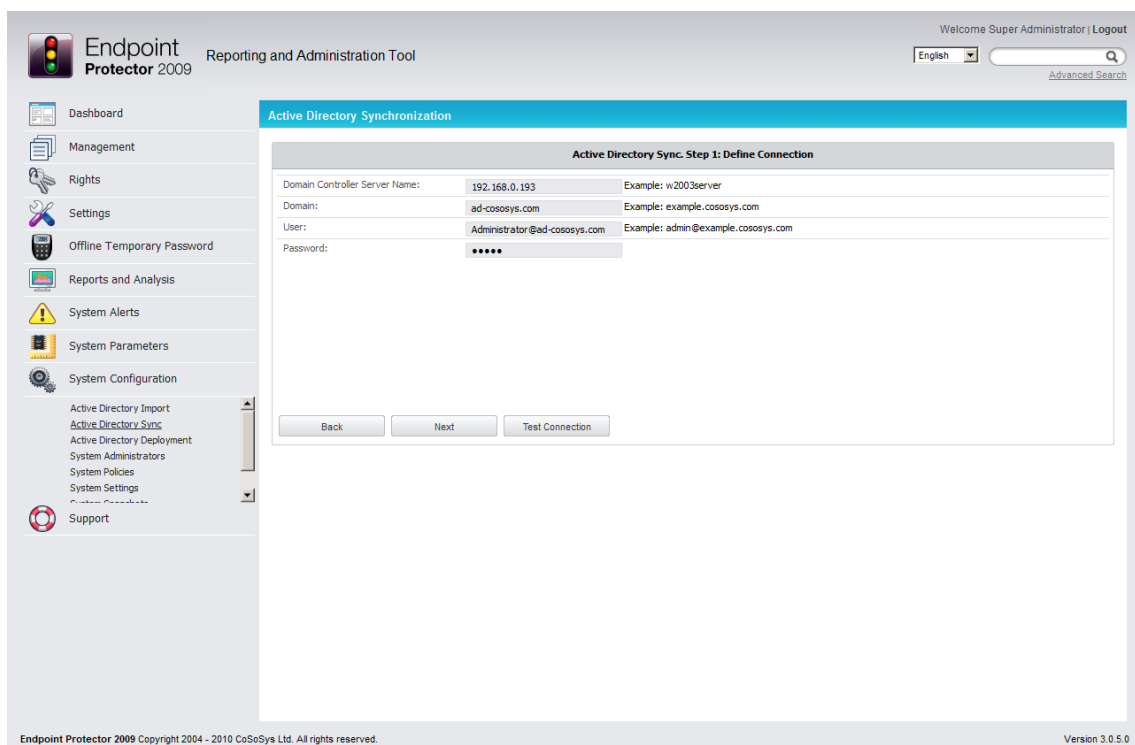 Welcome Super Administrator | Logout
Endpoint
Protector 2009
Reporting and Administration Tool
English
Advanced Search
Dashboard
Management
Rights
Settings
Offline Temporary Password
Reports and Analysis
System Alerts
System Parameters
System Configuration
Active Directory Import
Active Directory Sync
Active Directory Deployment
System Administrators
System Policies
System Settings
System Snapshots
Support
Active Directory Synchronization
Active Directory Sync. Step 1: Define Connection
Domain Controller Server Name: 192.168.0.193 Example: w2003server
Domain: ad-cososys.com Example: example.cososys.com
User: Administrator@ad-cososys.com Example: admin@example.cososys.com
Password: •••••
Back Next Test Connection
Endpoint Protector 2009 Copyright 2004 - 2010 CoSoSys Ltd. All rights reserved.
Version 3.0.5.0